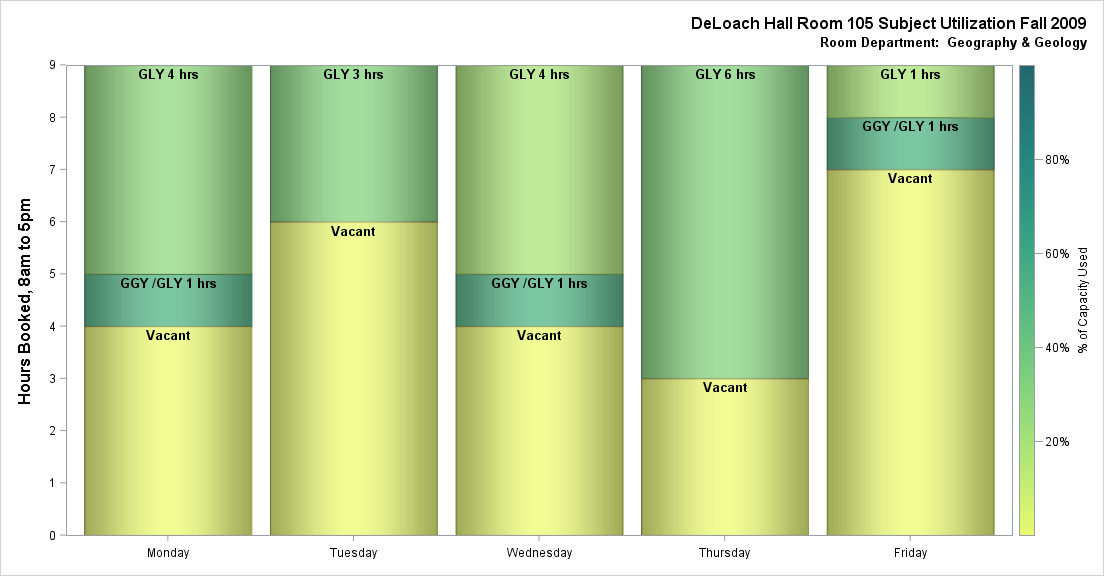 DeLoach Hall Room 105 Subject Utilization Fall 2009
Room Department:  Geography & Geology
Hours Booked, 8am to 5pm
9
8
7
6
5
4
3
2
1
0
GLY 4 hrs
GGY /GLY 1 hrs
Vacant
GLY 3 hrs
Vacant
GLY 4 hrs
GGY /GLY 1 hrs
Vacant
GLY 6 hrs
Vacant
GLY 1 hrs
GGY /GLY 1 hrs
Vacant
Monday
Tuesday
Wednesday
Thursday
Friday
80%
60%
40%
20%
% of Capacity Used